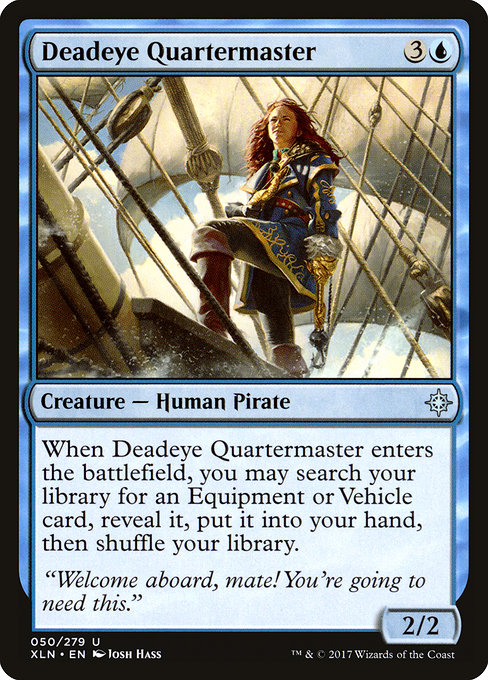 Deadeye Quartermaster 3
Creature — Human Pirate
When Deadeye Quartermaster enters
the battlefield, you may search your
library for an Equipment or Vehicle
card, reveal it, put it into your hand,
then shuffle your library.
“Welcome aboard, mate! You’re going to
need this.”
2/2
050/279 U
XLN • EN Josh Hass
™ & © 2017 Wizards of the Coast